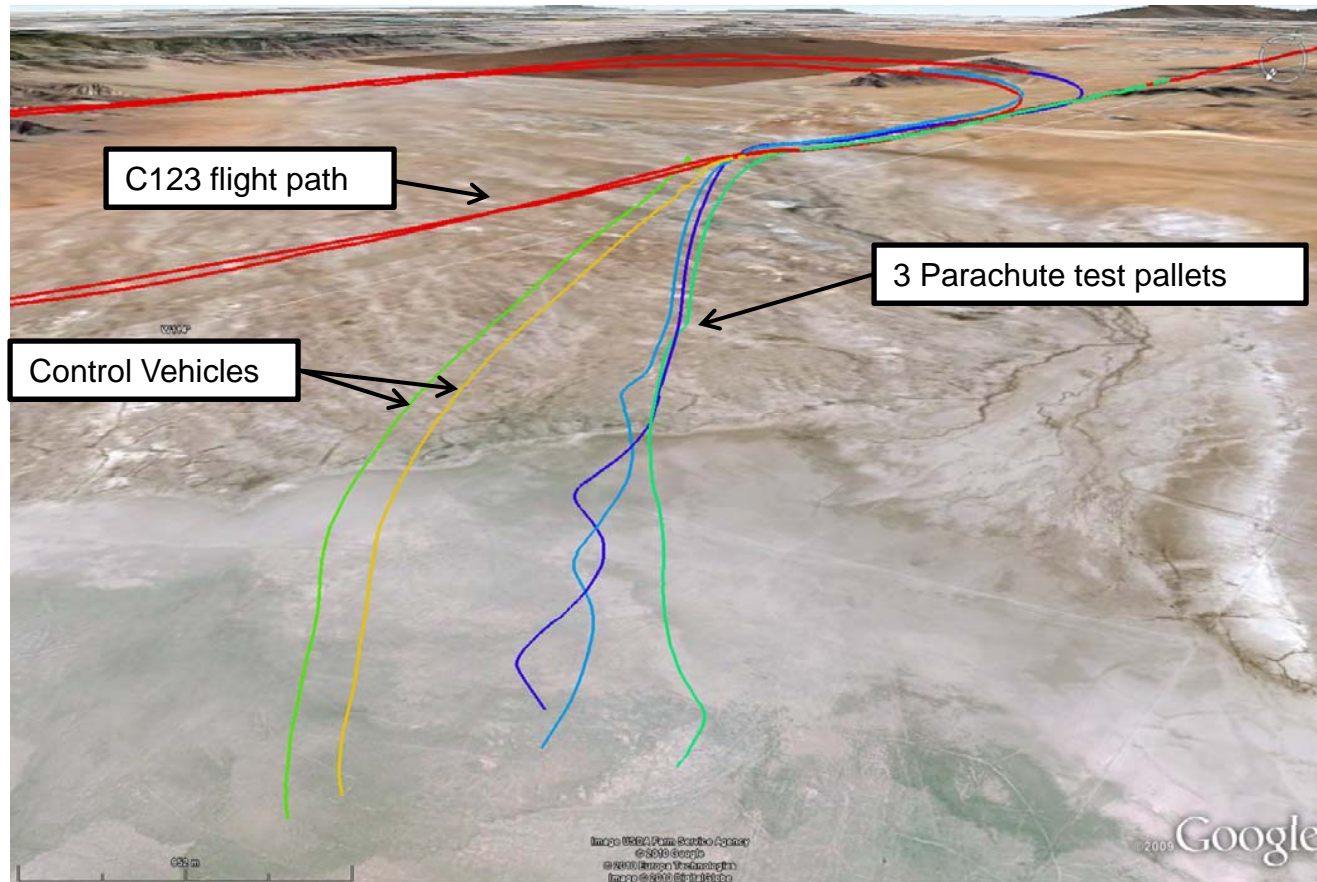 C123 flight path
3 Parachute test pallets
Control Vehicles
852 m
Image USDA Farm Service Agency
© 2010 Google
© 2010 Europa Technologies
Image © 2010 DigitalGlobe
©2009 Google